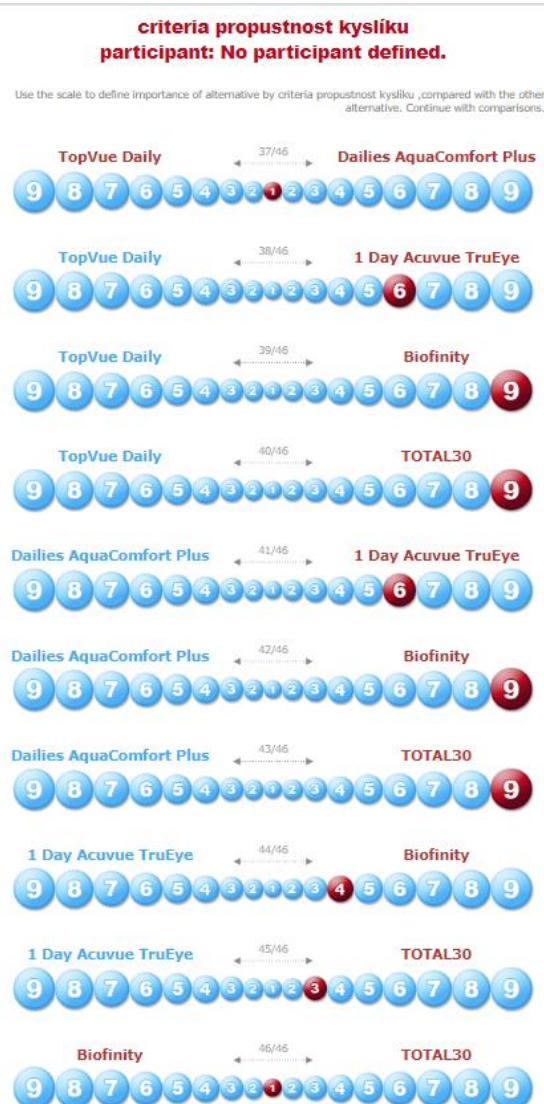 criteria propustnost kyslíku
participant: No participant defined.
Use the scale to define importance of alternative by criteria propustnost kyslíku ,compared with the other
alternative. Continue with comparisons.
TopVue Daily 37/46 Dailies AquaComfort Plus
9 8 7 6 5 4 3 2 1 2 3 4 5 6 7 8 9
TopVue Daily 38/46 1 Day Acuvue TruEye
9 8 7 6 5 4 3 2 1 2 3 4 5 6 7 8 9
TopVue Daily 39/46 Biofinity
9 8 7 6 5 4 3 2 1 2 3 4 5 6 7 8 9
TopVue Daily 40/46 TOTAL30
9 8 7 6 5 4 3 2 1 2 3 4 5 6 7 8 9
Dailies AquaComfort Plus 41/46 1 Day Acuvue TruEye
9 8 7 6 5 4 3 2 1 2 3 4 5 6 7 8 9
Dailies AquaComfort Plus 42/46 Biofinity
9 8 7 6 5 4 3 2 1 2 3 4 5 6 7 8 9
Dailies AquaComfort Plus 43/46 TOTAL30
9 8 7 6 5 4 3 2 1 2 3 4 5 6 7 8 9
1 Day Acuvue TruEye 44/46 Biofinity
9 8 7 6 5 4 3 2 1 2 3 4 5 6 7 8 9
1 Day Acuvue TruEye 45/46 TOTAL30
9 8 7 6 5 4 3 2 1 2 3 4 5 6 7 8 9
Biofinity 46/46 TOTAL30
9 8 7 6 5 4 3 2 1 2 3 4 5 6 7 8 9